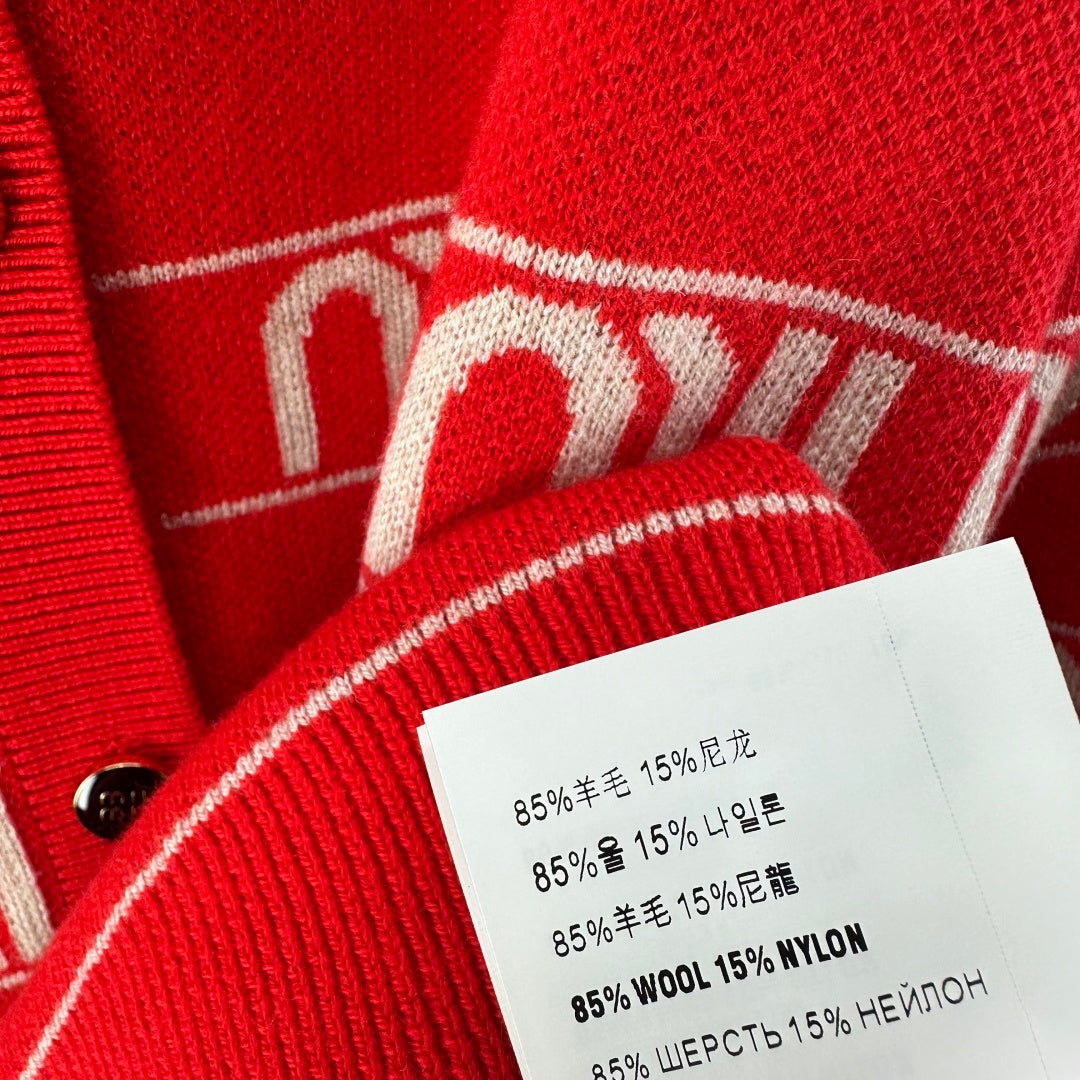 85%羊毛 15%尼龙
85%울 15% 나일론
85%羊毛 15%尼龍
85% WOOL 15% NYLON
85% ШЕРСТЬ 15% НЕЙЛОН